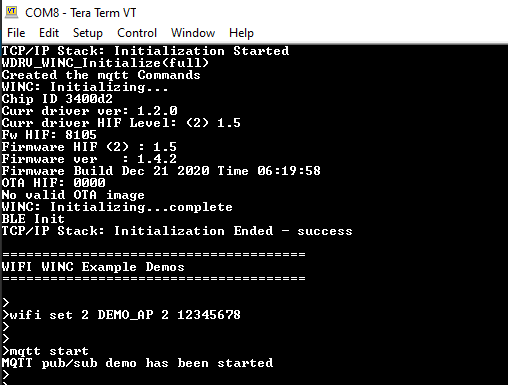 COM8 - Tera Term VT
File Edit Setup Control Window Help
TCP/IP Stack: Initialization Started
WDRU_WINC_Initialize(full)
Created the mqtt Commands
WINC: Initializing...
Chip ID 3400d2
Curr driver ver: 1.2.0
Curr driver HIF Level: (2) 1.5
Fw HIF: 8105
Firmware HIF (2) : 1.5
Firmware ver   : 1.4.2
Firmware Build Dec 21 2020 Time 06:19:58
OTA HIF: 0000
No valid OTA image
WINC: Initializing...complete
BLE Init
TCP/IP Stack: Initialization Ended - success
======================================
WIFI WINC Example Demos
======================================
>
>wifi set 2 DEMO_AP 2 12345678
>
>
>mqtt start
MQTT pub/sub demo has been started
>